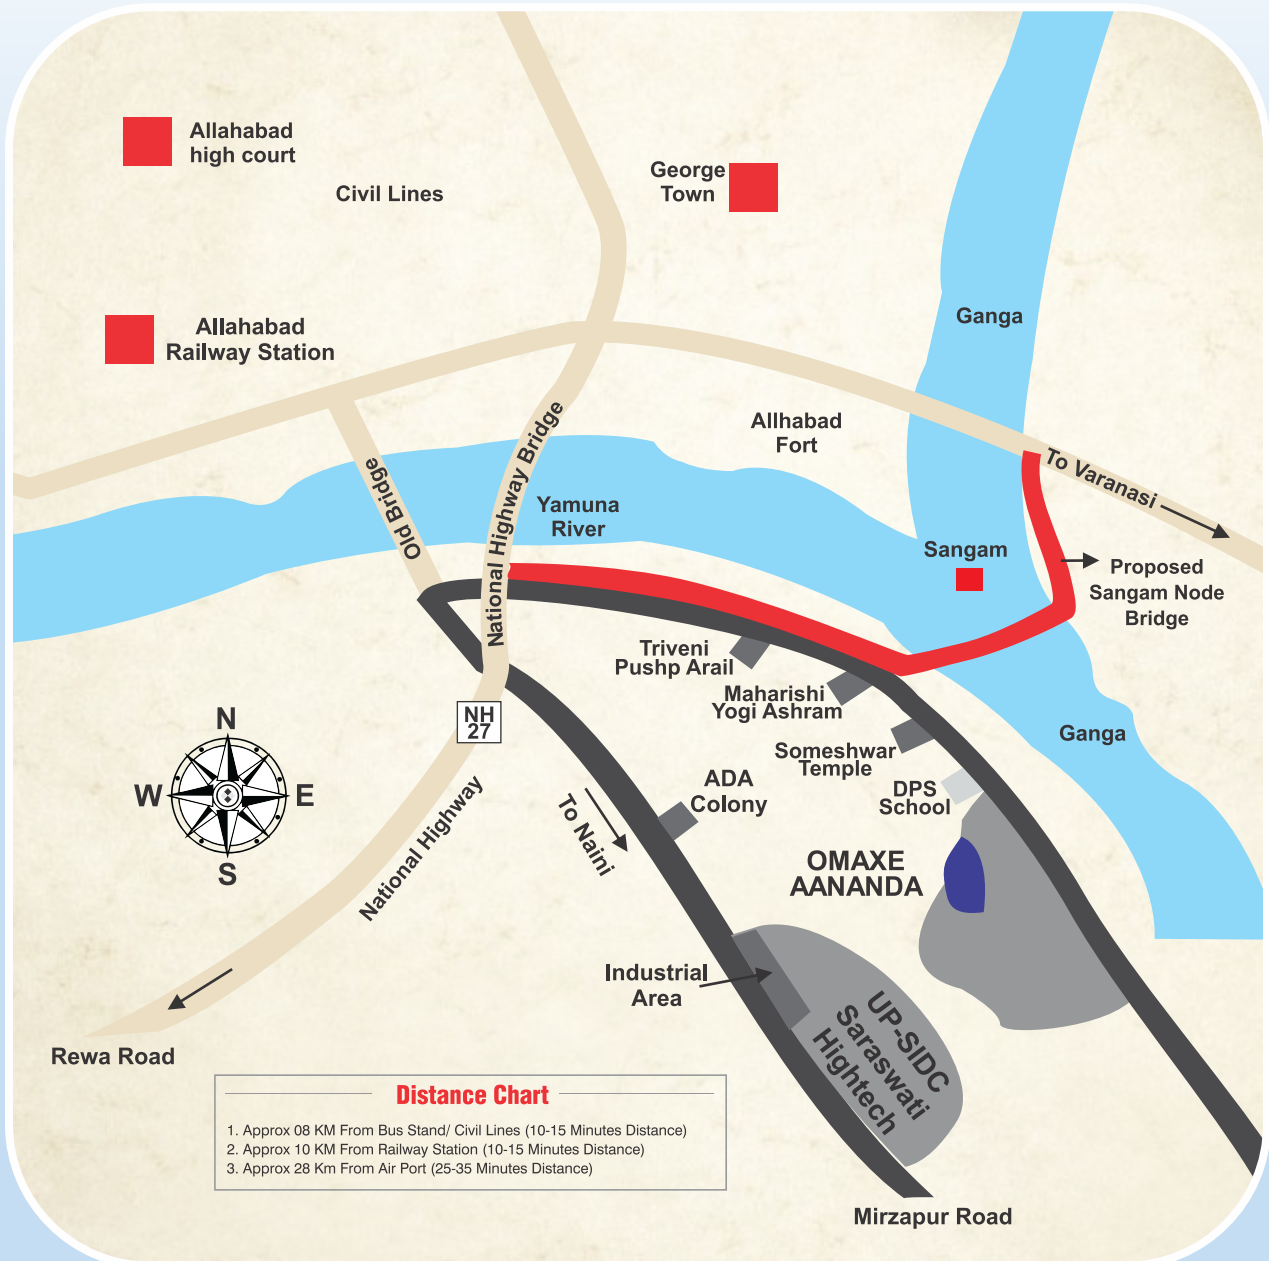 Allahabad
high court
Civil Lines
George
Town
Allahabad
Railway Station
Ganga
Allhabad
Fort
National Highway Bridge
Old Bridge
To Varanasi
Yamuna
River
Sangam
Proposed
Sangam Node
Bridge
Triveni
Pushp Arail
Maharishi
Yogi Ashram
NH
27
N
W
E
S
Someshwar
Temple
Ganga
DPS
School
ADA
Colony
To Naini
National Highway
OMAXE
AANANDA
Industrial
Area
UP-SIDC
Saraswati
Hightech
Rewa Road
Distance Chart
1. Approx 08 KM From Bus Stand/ Civil Lines (10-15 Minutes Distance)
2. Approx 10 KM From Railway Station (10-15 Minutes Distance)
3. Approx 28 Km From Air Port (25-35 Minutes Distance)
Mirzapur Road